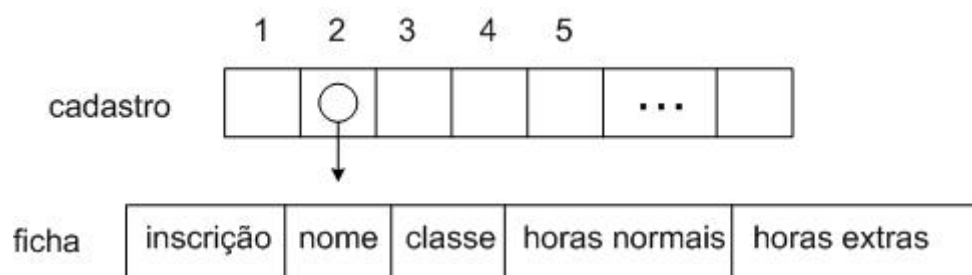 1 2 3 4 5
cadastro ...
ficha inscrição nome classe horas normais horas extras